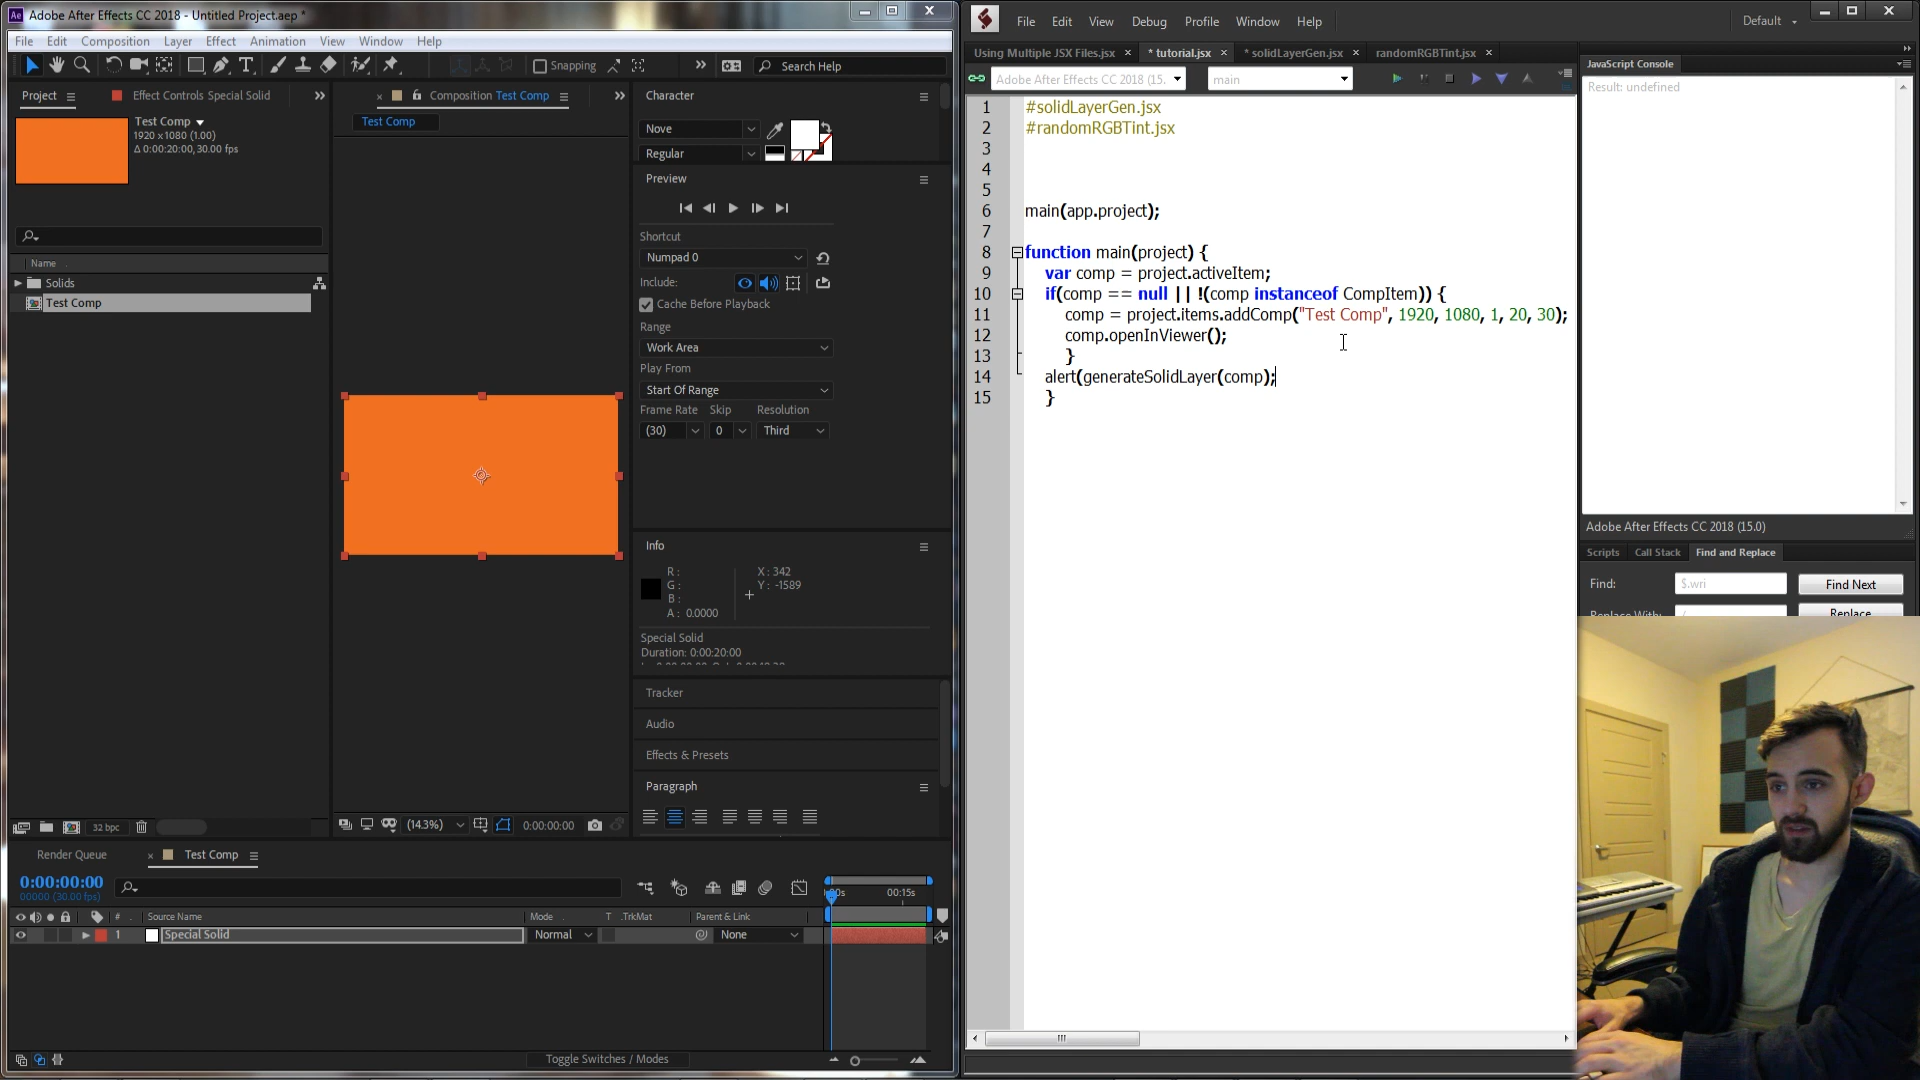 Adobe After Effects CC 2018 - Untitled Project.aep *
File Edit Composition Layer Effect Animation View Window Help
Snapping
Search Help
Project
Effect Controls Special Solid
Test Comp
1920 x 1080 (1.00)
Δ 0:00:20:00, 30.00 fps
Name
Solids
Test Comp
32 bpc
Composition Test Comp
Test Comp
(14.3%)
0:00:00:00
Character
Nove
Regular
Preview
Shortcut
Numpad 0
Include:
Cache Before Playback
Range
Work Area
Play From
Start Of Range
Frame Rate Skip Resolution
(30) 0 Third
Info
R :
G :
B :
A : 0.0000
X : 342
Y : -1589
Special Solid
Duration: 0:00:20:00
Tracker
Audio
Effects & Presets
Paragraph
Render Queue
Test Comp
0:00:00:00
00000 (30.00 fps)
00:15s
# Source Name Mode T .TrkMat Parent & Link
1 Special Solid Normal None
Toggle Switches / Modes
File Edit View Debug Profile Window Help
Default
Using Multiple JSX Files.jsx
* tutorial.jsx
* solidLayerGen.jsx
randomRGBTint.jsx
Adobe After Effects CC 2018 (15.
main
1 #solidLayerGen.jsx
2 #randomRGBTint.jsx
3
4
5
6 main(app.project);
7
8 function main(project) {
9 var comp = project.activeItem;
10 if(comp == null || !(comp instanceof CompItem)) {
11 comp = project.items.addComp("Test Comp", 1920, 1080, 1, 20, 30);
12 comp.openInViewer();
13 }
14 alert(generateSolidLayer(comp);
15 }
JavaScript Console
Result: undefined
Adobe After Effects CC 2018 (15.0)
Scripts Call Stack Find and Replace
Find: $.wri Find Next
Replace